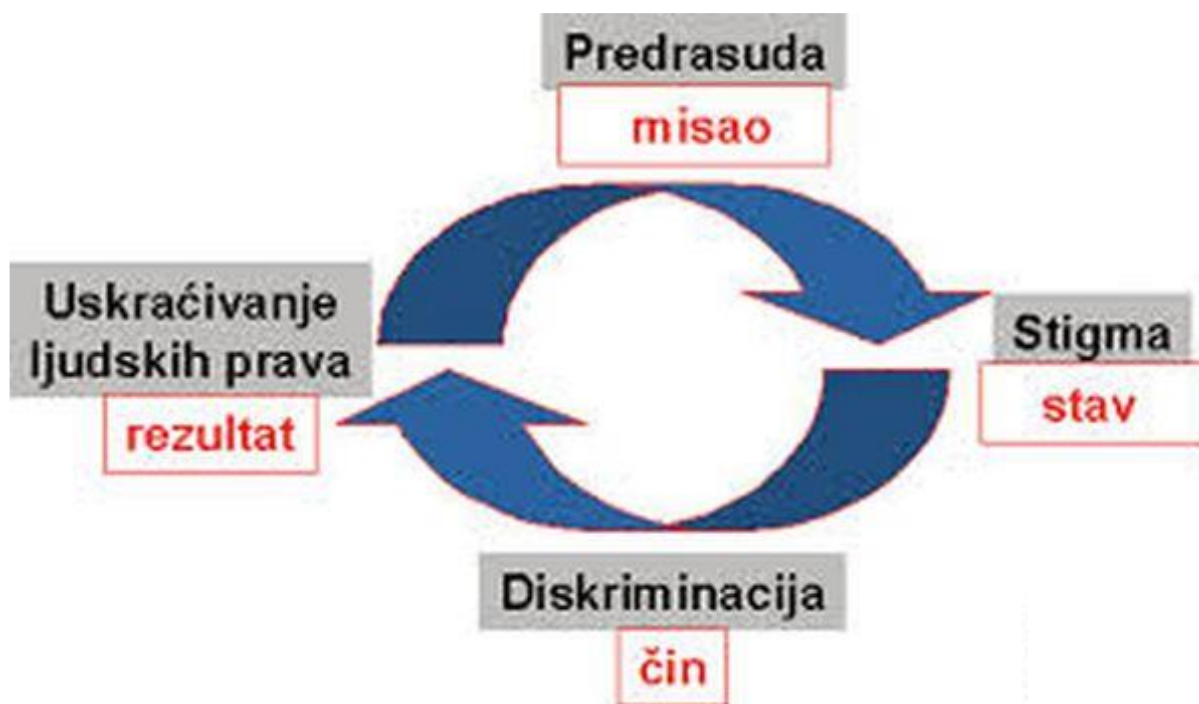 Predrasuda
misao
Uskraćivanje
ljudskih prava
rezultat
Stigma
stav
Diskriminacija
čin